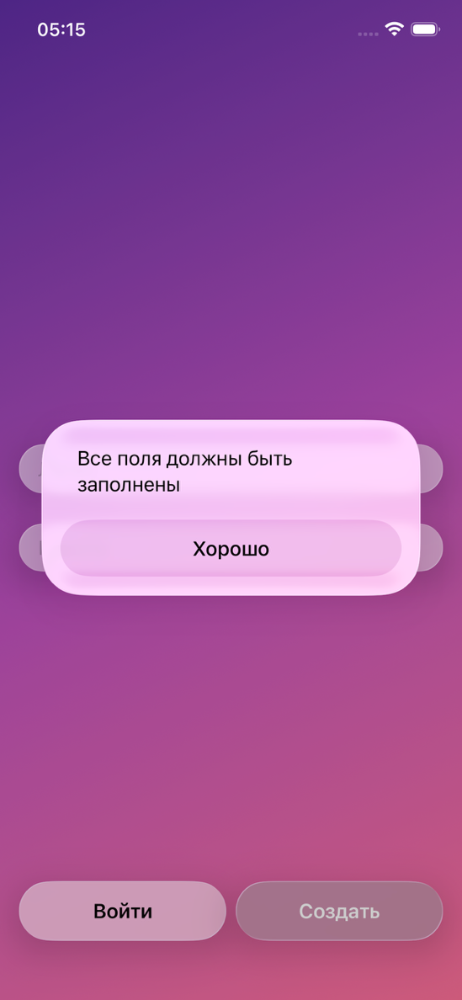 05:15
Все поля должны быть
заполнены
Хорошо
Войти
Создать